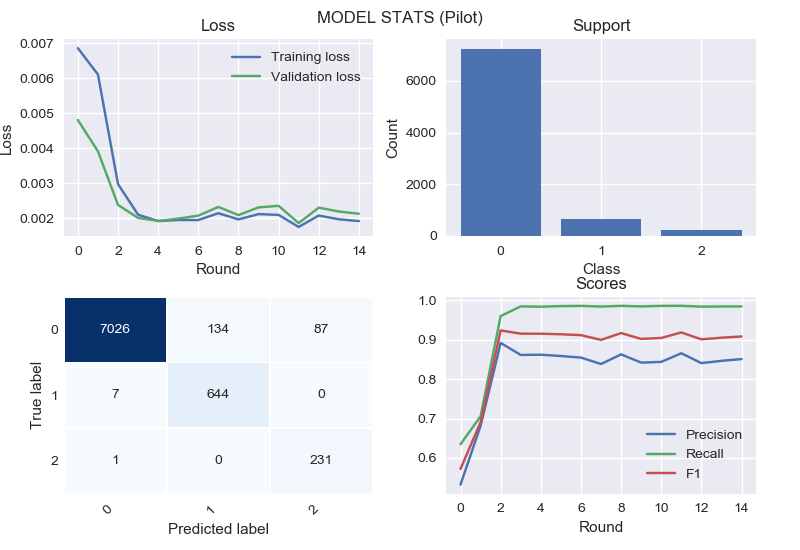 MODEL STATS (Pilot)
Loss
0.007
0.006
0.005
0.004
0.003
0.002
Loss
Training loss
Validation loss
0 2 4 6 8 10 12 14
Round
Support
6000
4000
2000
0
Count
0 1 2
Class
0
1
2
True label
7026 134 87
7 644 0
1 0 231
0 1 2
Predicted label
Scores
1.0
0.9
0.8
0.7
0.6
Precision
Recall
F1
0 2 4 6 8 10 12 14
Round